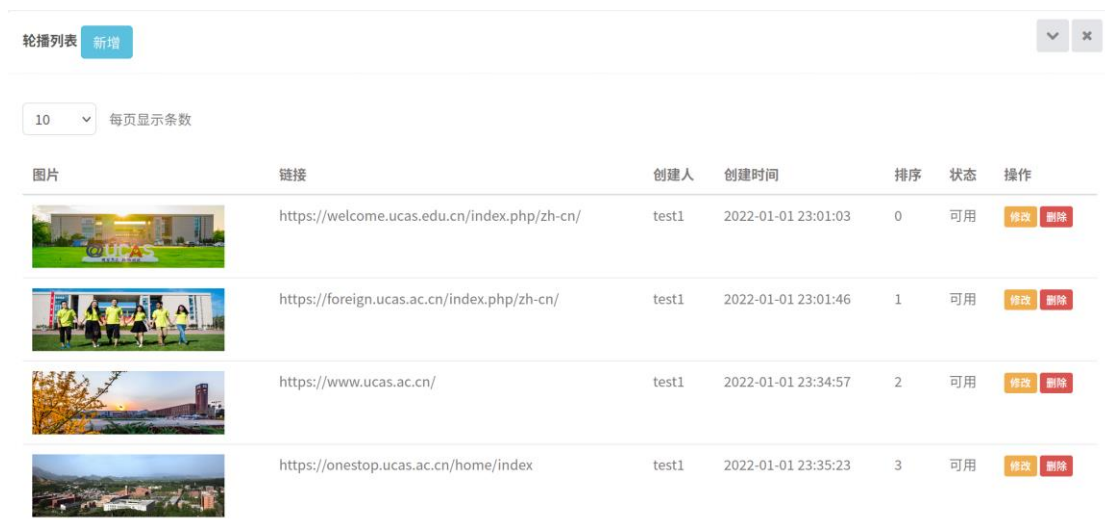 轮播列表 新增
10 每页显示条数
图片 链接 创建人 创建时间 排序 状态 操作
https://welcome.ucas.edu.cn/index.php/zh-cn/ test1 2022-01-01 23:01:03 0 可用 修改 删除
@UCAS
https://foreign.ucas.ac.cn/index.php/zh-cn/ test1 2022-01-01 23:01:46 1 可用 修改 删除
https://www.ucas.ac.cn/ test1 2022-01-01 23:34:57 2 可用 修改 删除
https://onestop.ucas.ac.cn/home/index test1 2022-01-01 23:35:23 3 可用 修改 删除